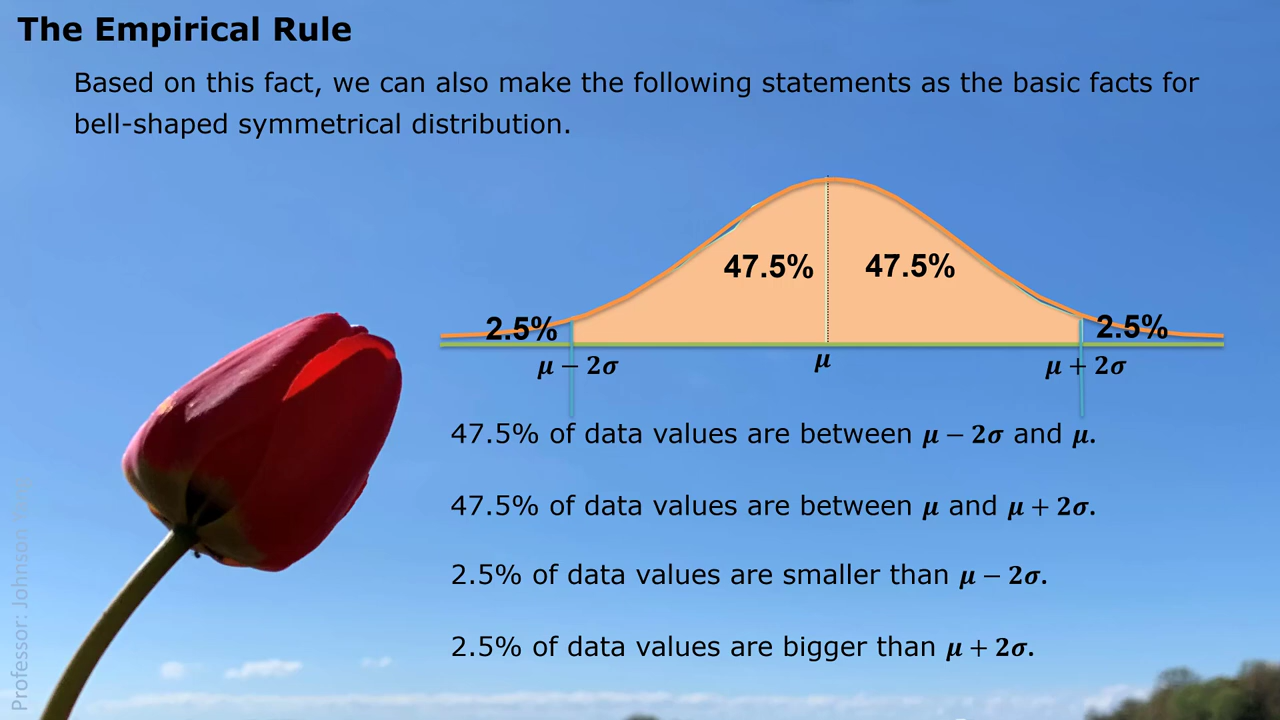 The Empirical Rule
Based on this fact, we can also make the following statements as the basic facts for
bell-shaped symmetrical distribution.
47.5% 47.5%
2.5% 2.5%
μ − 2σ μ μ + 2σ
47.5% of data values are between μ − 2σ and μ.
47.5% of data values are between μ and μ + 2σ.
2.5% of data values are smaller than μ − 2σ.
2.5% of data values are bigger than μ + 2σ.
Professor: Johnson